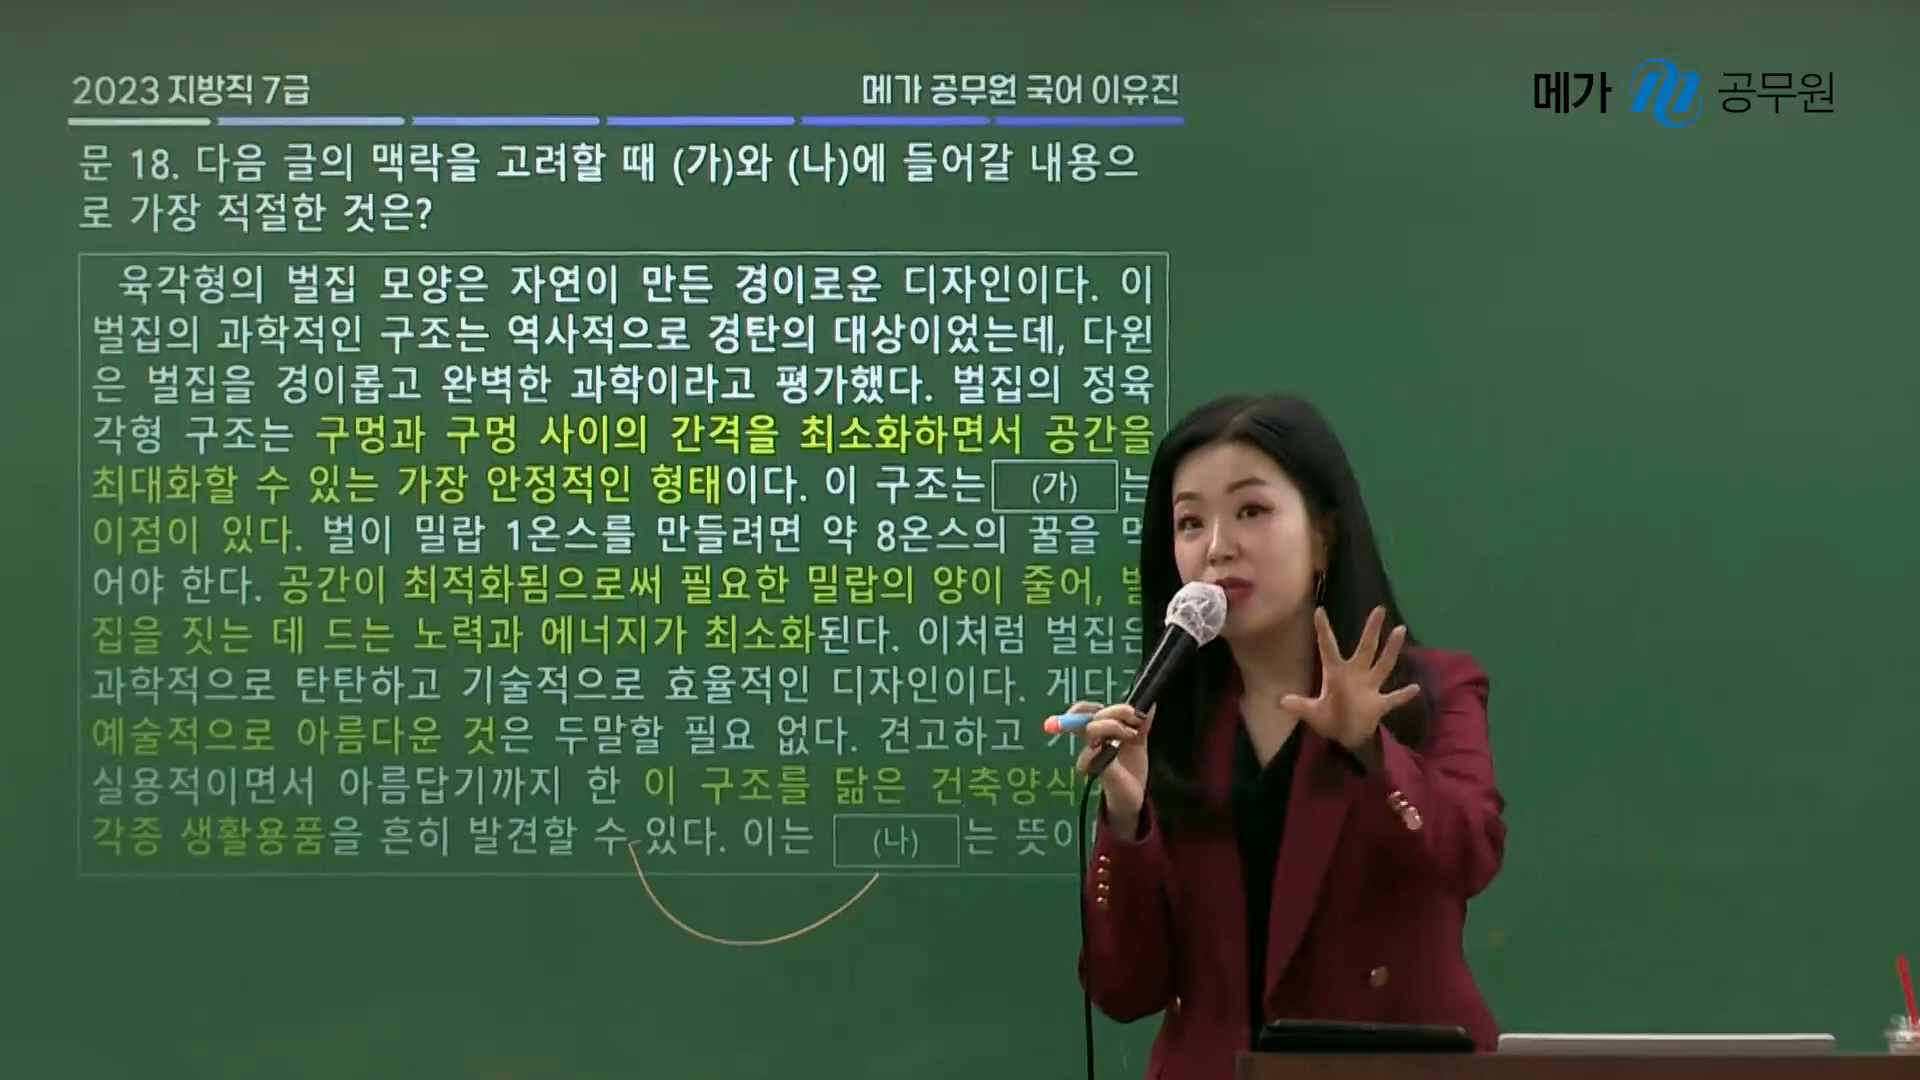 2023 지방직 7급
메가 공무원 국어 이유진
메가 공무원
문 18. 다음 글의 맥락을 고려할 때 (가)와 (나)에 들어갈 내용으
로 가장 적절한 것은?
육각형의 벌집 모양은 자연이 만든 경이로운 디자인이다. 이
벌집의 과학적인 구조는 역사적으로 경탄의 대상이었는데, 다윈
은 벌집을 경이롭고 완벽한 과학이라고 평가했다. 벌집의 정육
각형 구조는 구멍과 구멍 사이의 간격을 최소화하면서 공간을
최대화할 수 있는 가장 안정적인 형태이다. 이 구조는 (가) 는
이점이 있다. 벌이 밀랍 1온스를 만들려면 약 8온스의 꿀을
어야 한다. 공간이 최적화됨으로써 필요한 밀랍의 양이 줄어,
집을 짓는 데 드는 노력과 에너지가 최소화된다. 이처럼 벌집은
과학적으로 탄탄하고 기술적으로 효율적인 디자인이다.
예술적으로 아름다운 것은 두말할 필요 없다. 견고하고
실용적이면서 아름답기까지 한 이 구조를 닮은 건축양식
각종 생활용품을 흔히 발견할 수 있다. 이는 (나) 는